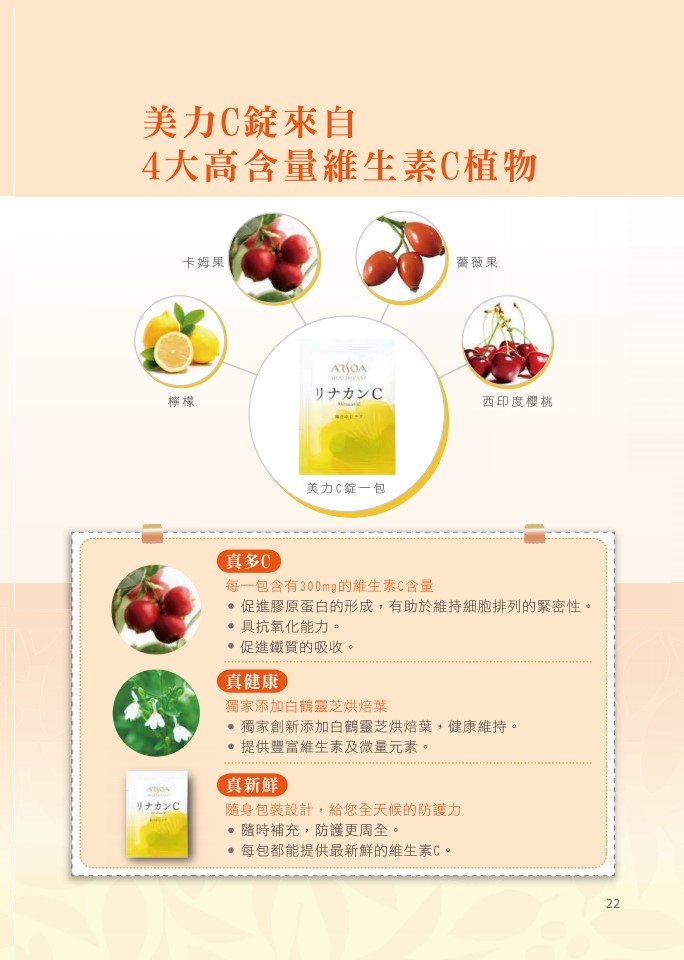 美力C錠來自
4大高含量維生素C植物
卡姆果
薔薇果
檸檬
西印度櫻桃
ARSOA
HEALTH CARE
リナカンC
美力C錠一包
真多C
每一包含有300mg的維生素C含量
• 促進膠原蛋白的形成，有助於維持細胞排列的緊密性。
• 具抗氧化能力。
• 促進鐵質的吸收。
真健康
獨家添加白鶴靈芝烘焙葉
• 獨家創新添加白鶴靈芝烘焙葉，健康維持。
• 提供豐富維生素及微量元素。
真新鮮
隨身包裝設計，給您全天候的防護力
• 隨時補充，防護更周全。
• 每包都能提供最新鮮的維生素C。
ARSOA
リナカンC
22